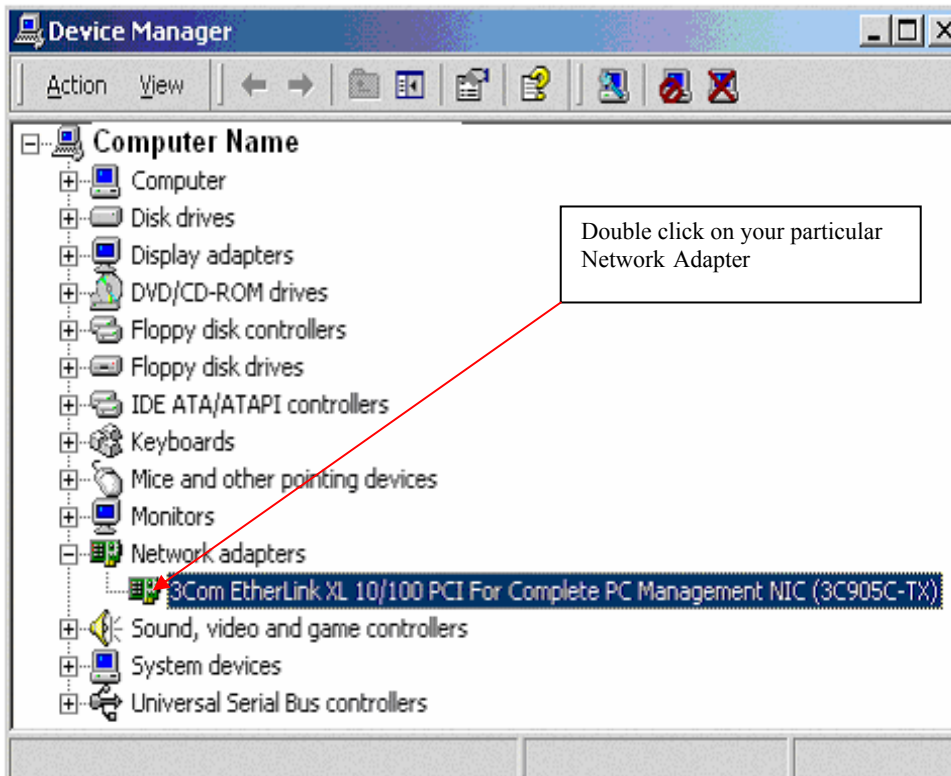 Device Manager
Action View
Computer Name
Computer
Disk drives
Display adapters
DVD/CD-ROM drives
Floppy disk controllers
Floppy disk drives
IDE ATA/ATAPI controllers
Keyboards
Mice and other pointing devices
Monitors
Network adapters
3Com EtherLink XL 10/100 PCI For Complete PC Management NIC (3C905C-TX)
Sound, video and game controllers
System devices
Universal Serial Bus controllers
Double click on your particular
Network Adapter